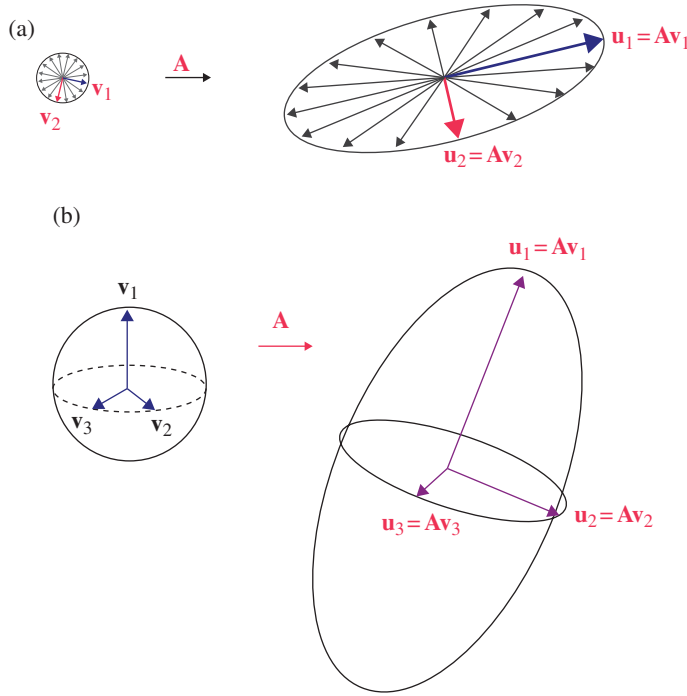 (a)
A
v₁
v₂
u₁ = Av₁
u₂ = Av₂
(b)
v₁
v₃
v₂
A
u₁ = Av₁
u₃ = Av₃
u₂ = Av₂